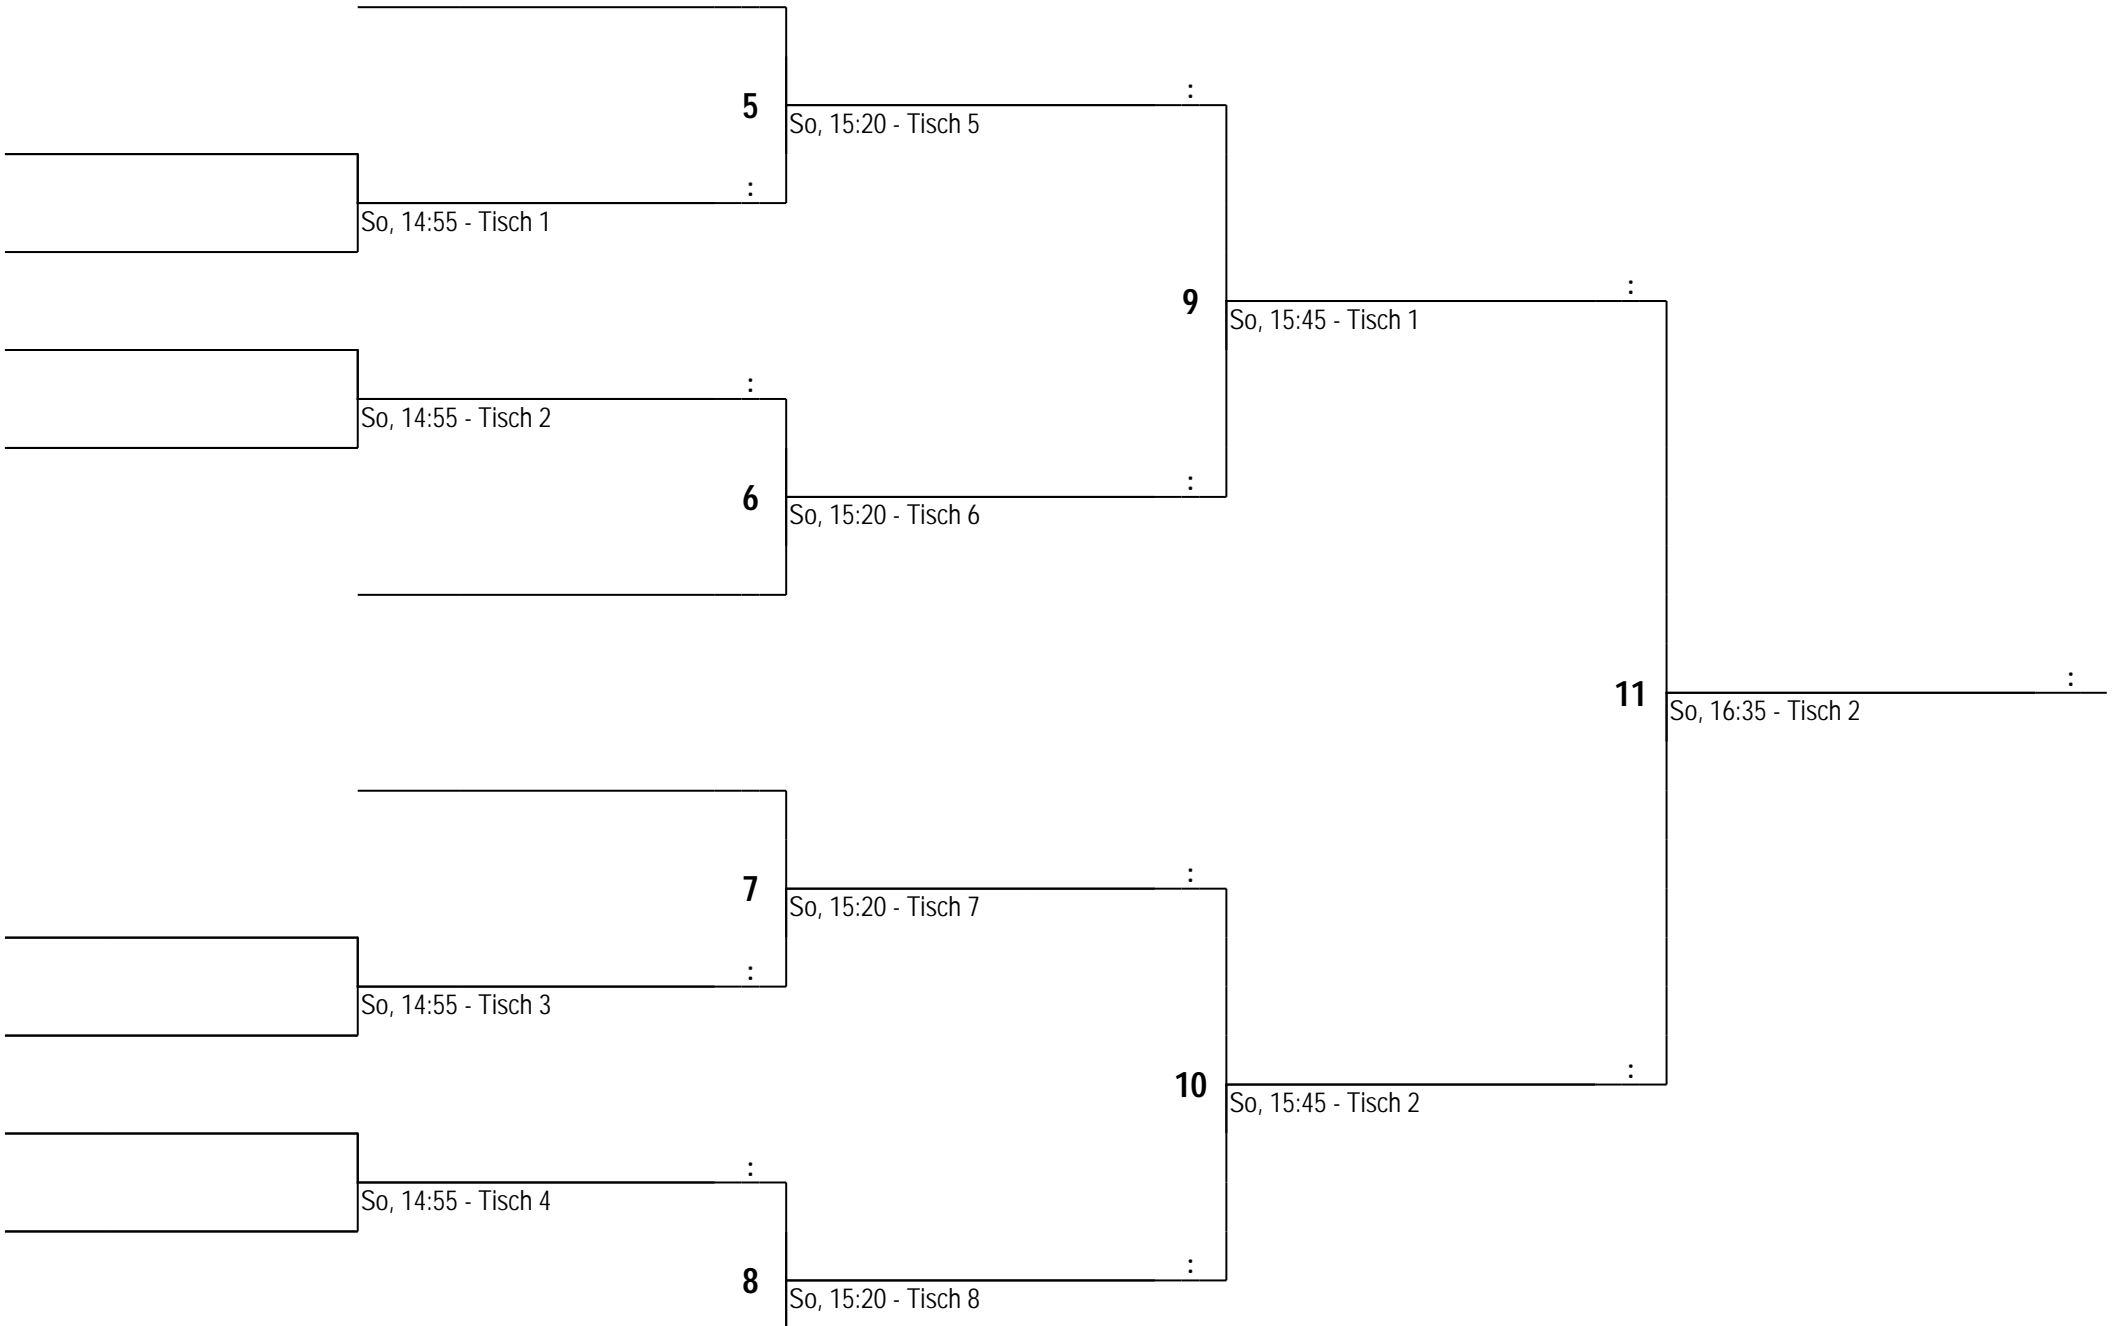 :
5
So, 15:20 - Tisch 5
:
So, 14:55 - Tisch 1
:
9
So, 15:45 - Tisch 1
:
So, 14:55 - Tisch 2
:
6
So, 15:20 - Tisch 6
:
11
So, 16:35 - Tisch 2
:
7
So, 15:20 - Tisch 7
:
So, 14:55 - Tisch 3
:
10
So, 15:45 - Tisch 2
:
So, 14:55 - Tisch 4
:
8
So, 15:20 - Tisch 8